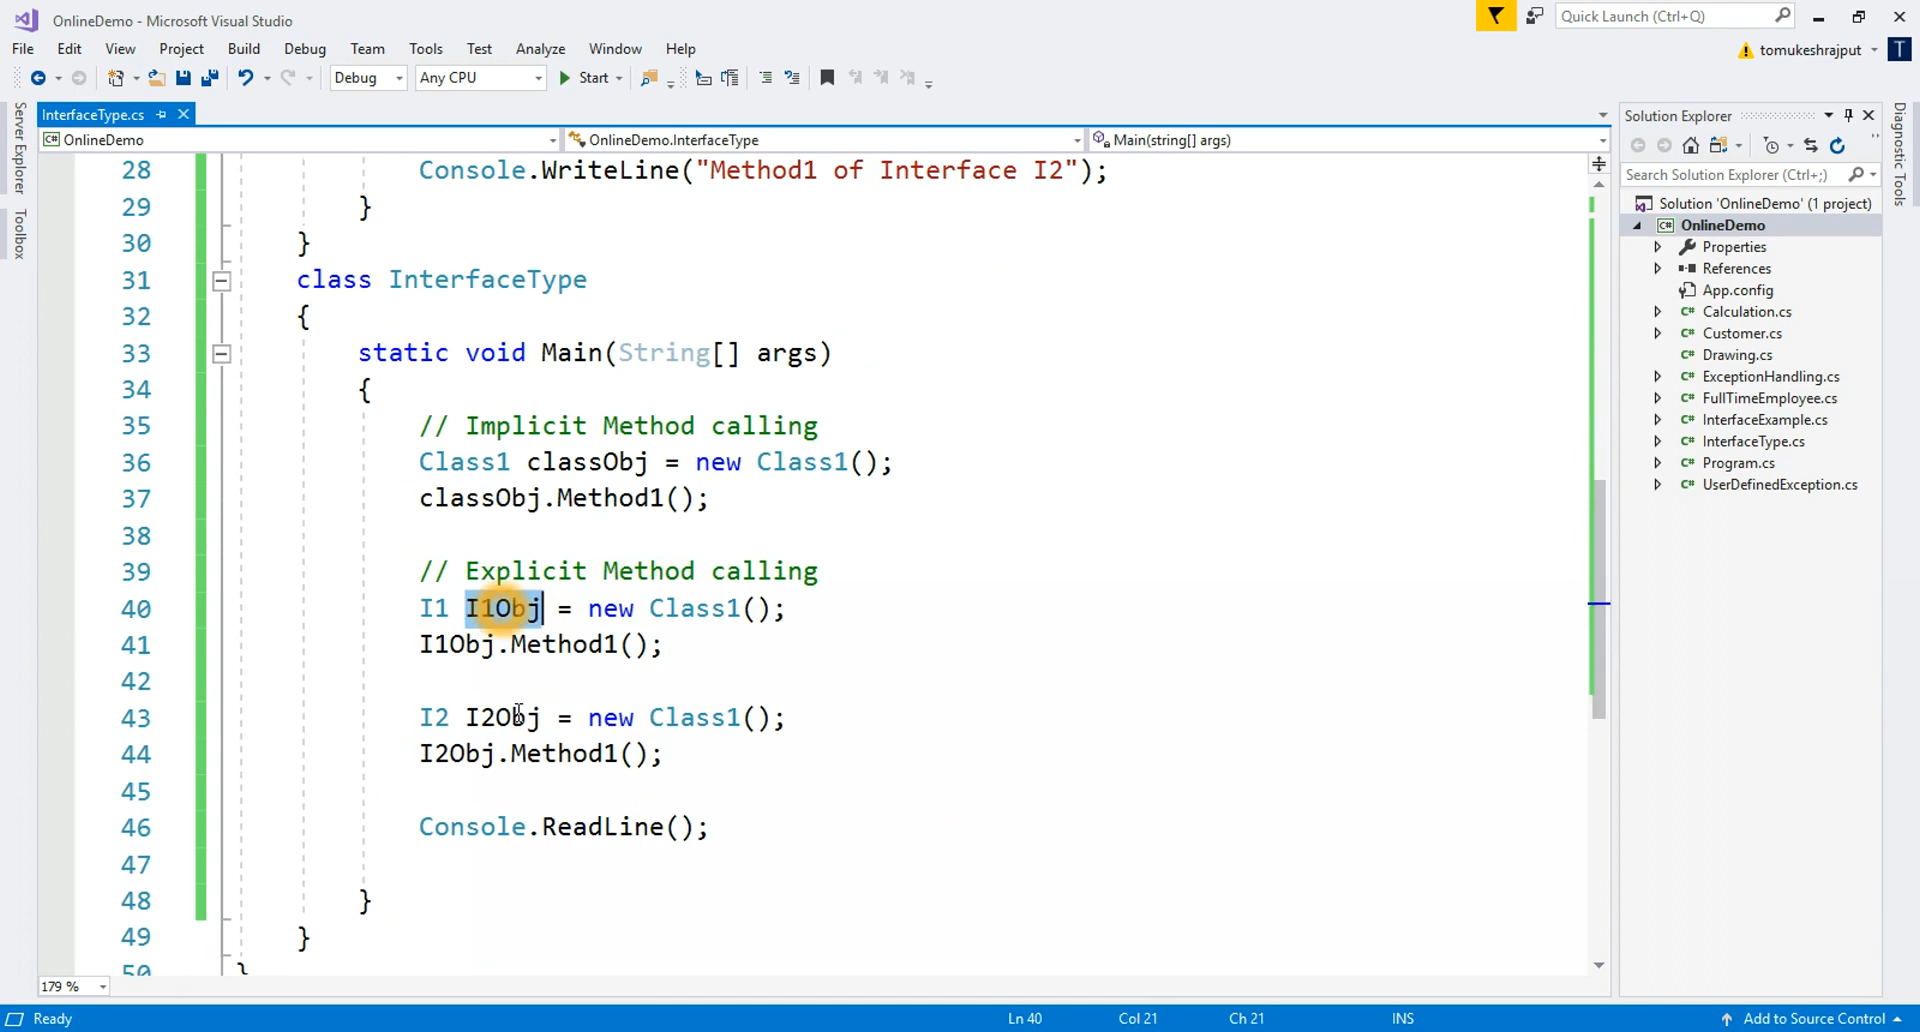 OnlineDemo - Microsoft Visual Studio
Quick Launch (Ctrl+Q)
File Edit View Project Build Debug Team Tools Test Analyze Window Help
tomukeshrajput T
Debug Any CPU Start
Server Explorer
Toolbox
InterfaceType.cs
C# OnlineDemo OnlineDemo.InterfaceType Main(string[] args)
28 Console.WriteLine("Method1 of Interface I2");
29 }
30 }
31 class InterfaceType
32 {
33 static void Main(String[] args)
34 {
35 // Implicit Method calling
36 Class1 classObj = new Class1();
37 classObj.Method1();
38
39 // Explicit Method calling
40 I1 I1Obj = new Class1();
41 I1Obj.Method1();
42
43 I2 I2Obj = new Class1();
44 I2Obj.Method1();
45
46 Console.ReadLine();
47
48 }
49 }
50 }
179 %
Solution Explorer
Search Solution Explorer (Ctrl+;)
Solution 'OnlineDemo' (1 project)
C# OnlineDemo
Properties
References
App.config
C# Calculation.cs
C# Customer.cs
C# Drawing.cs
C# ExceptionHandling.cs
C# FullTimeEmployee.cs
C# InterfaceExample.cs
C# InterfaceType.cs
C# Program.cs
C# UserDefinedException.cs
Diagnostic Tools
Ready Ln 40 Col 21 Ch 21 INS Add to Source Control